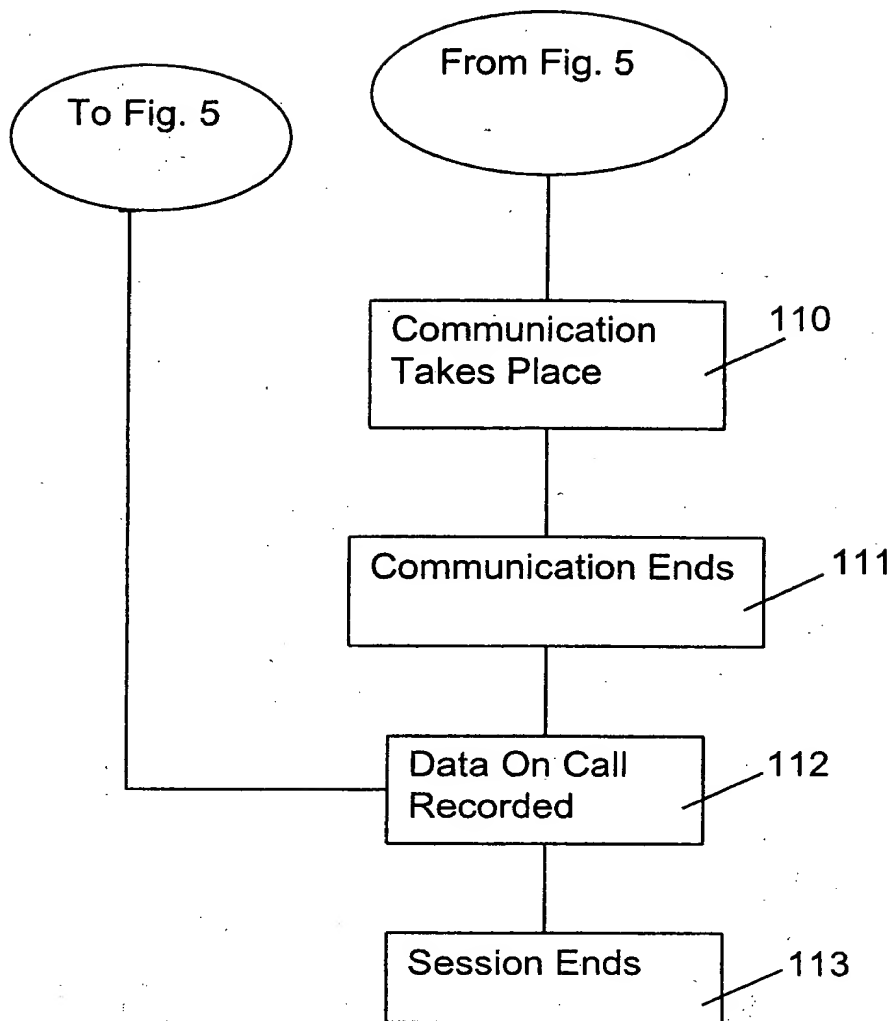 From Fig. 5
To Fig. 5
Communication
Takes Place
110
Communication Ends
111
Data On Call
Recorded
112
Session Ends
113